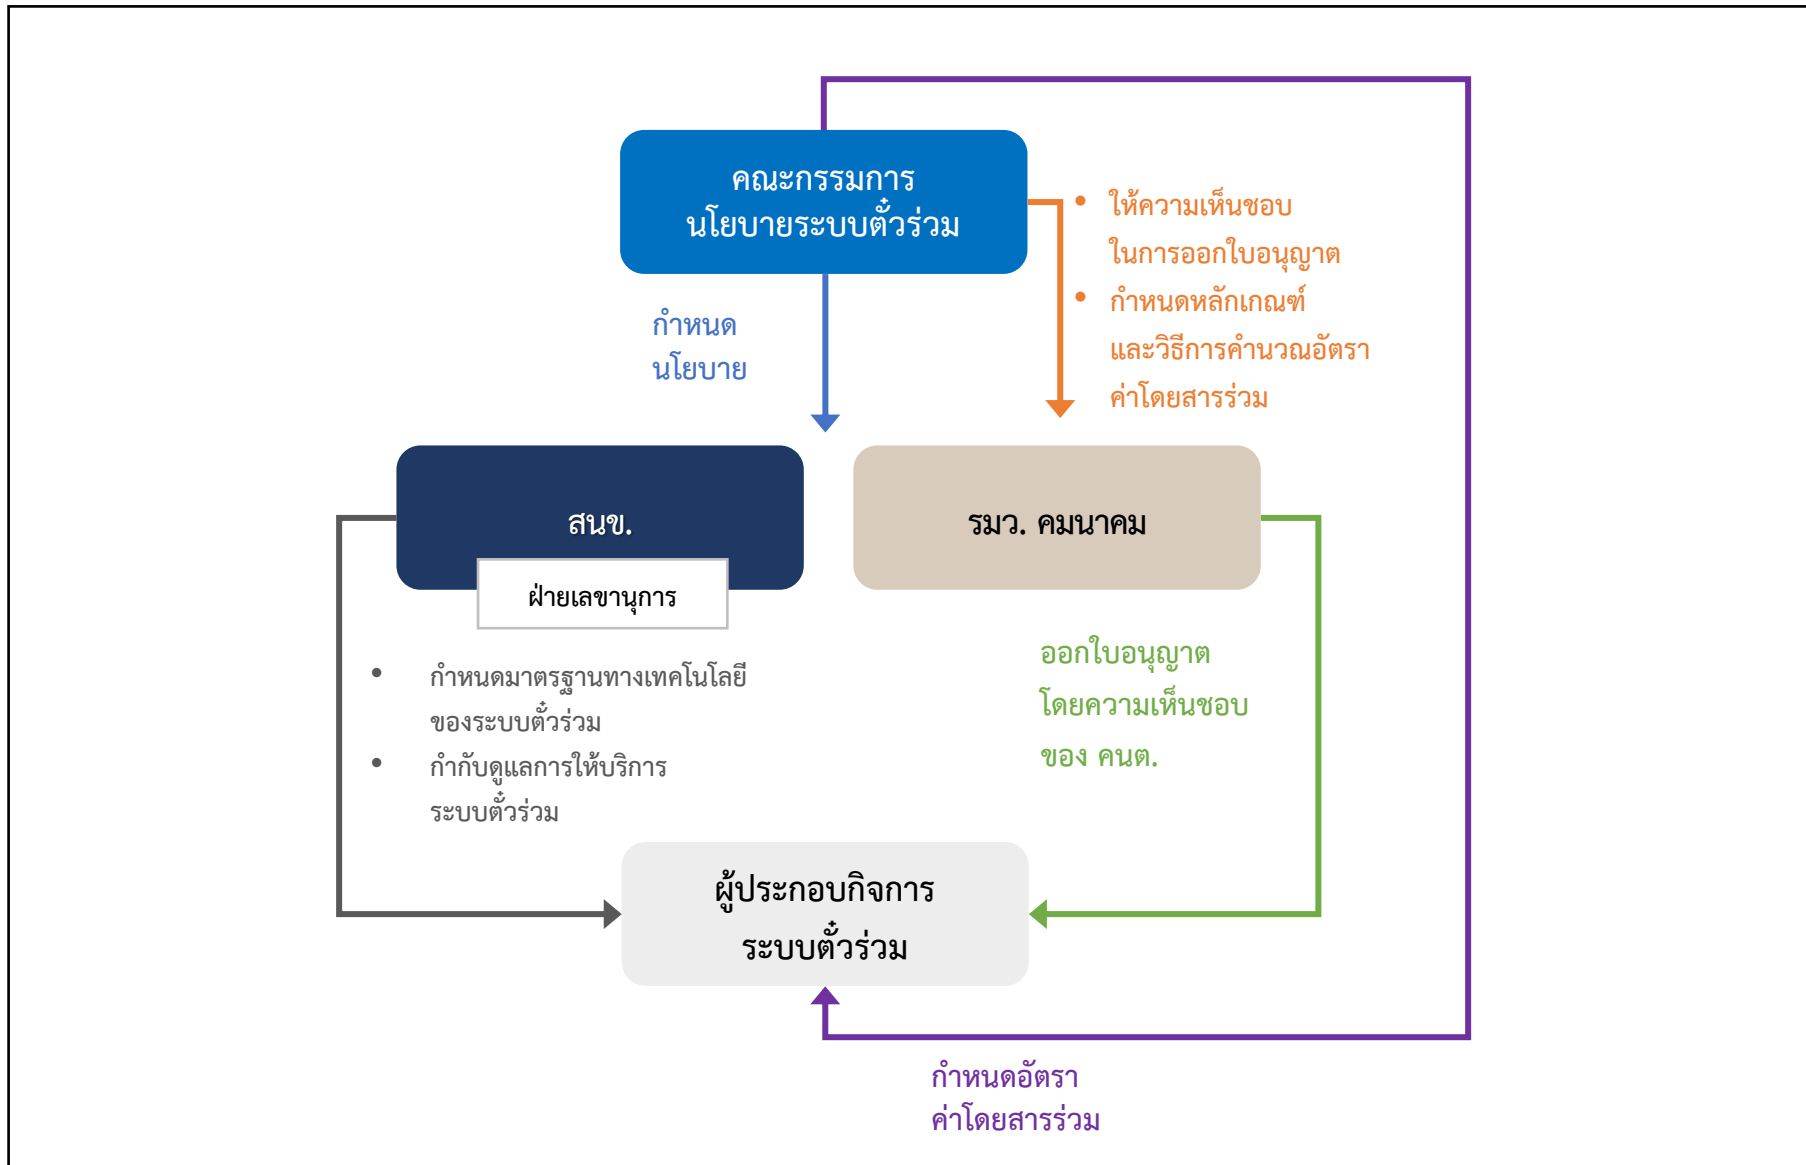 คณะกรรมการ
นโยบายระบบตั๋วร่วม
• ให้ความเห็นชอบ
ในการออกใบอนุญาต
• กำหนดหลักเกณฑ์
และวิธีการคำนวณอัตรา
ค่าโดยสารร่วม
กำหนด
นโยบาย
สนข.
ฝ่ายเลขานุการ
รมว. คมนาคม
• กำหนดมาตรฐานทางเทคโนโลยี
ของระบบตั๋วร่วม
• กำกับดูแลการให้บริการ
ระบบตั๋วร่วม
ออกใบอนุญาต
โดยความเห็นชอบ
ของ คนต.
ผู้ประกอบกิจการ
ระบบตั๋วร่วม
กำหนดอัตรา
ค่าโดยสารร่วม